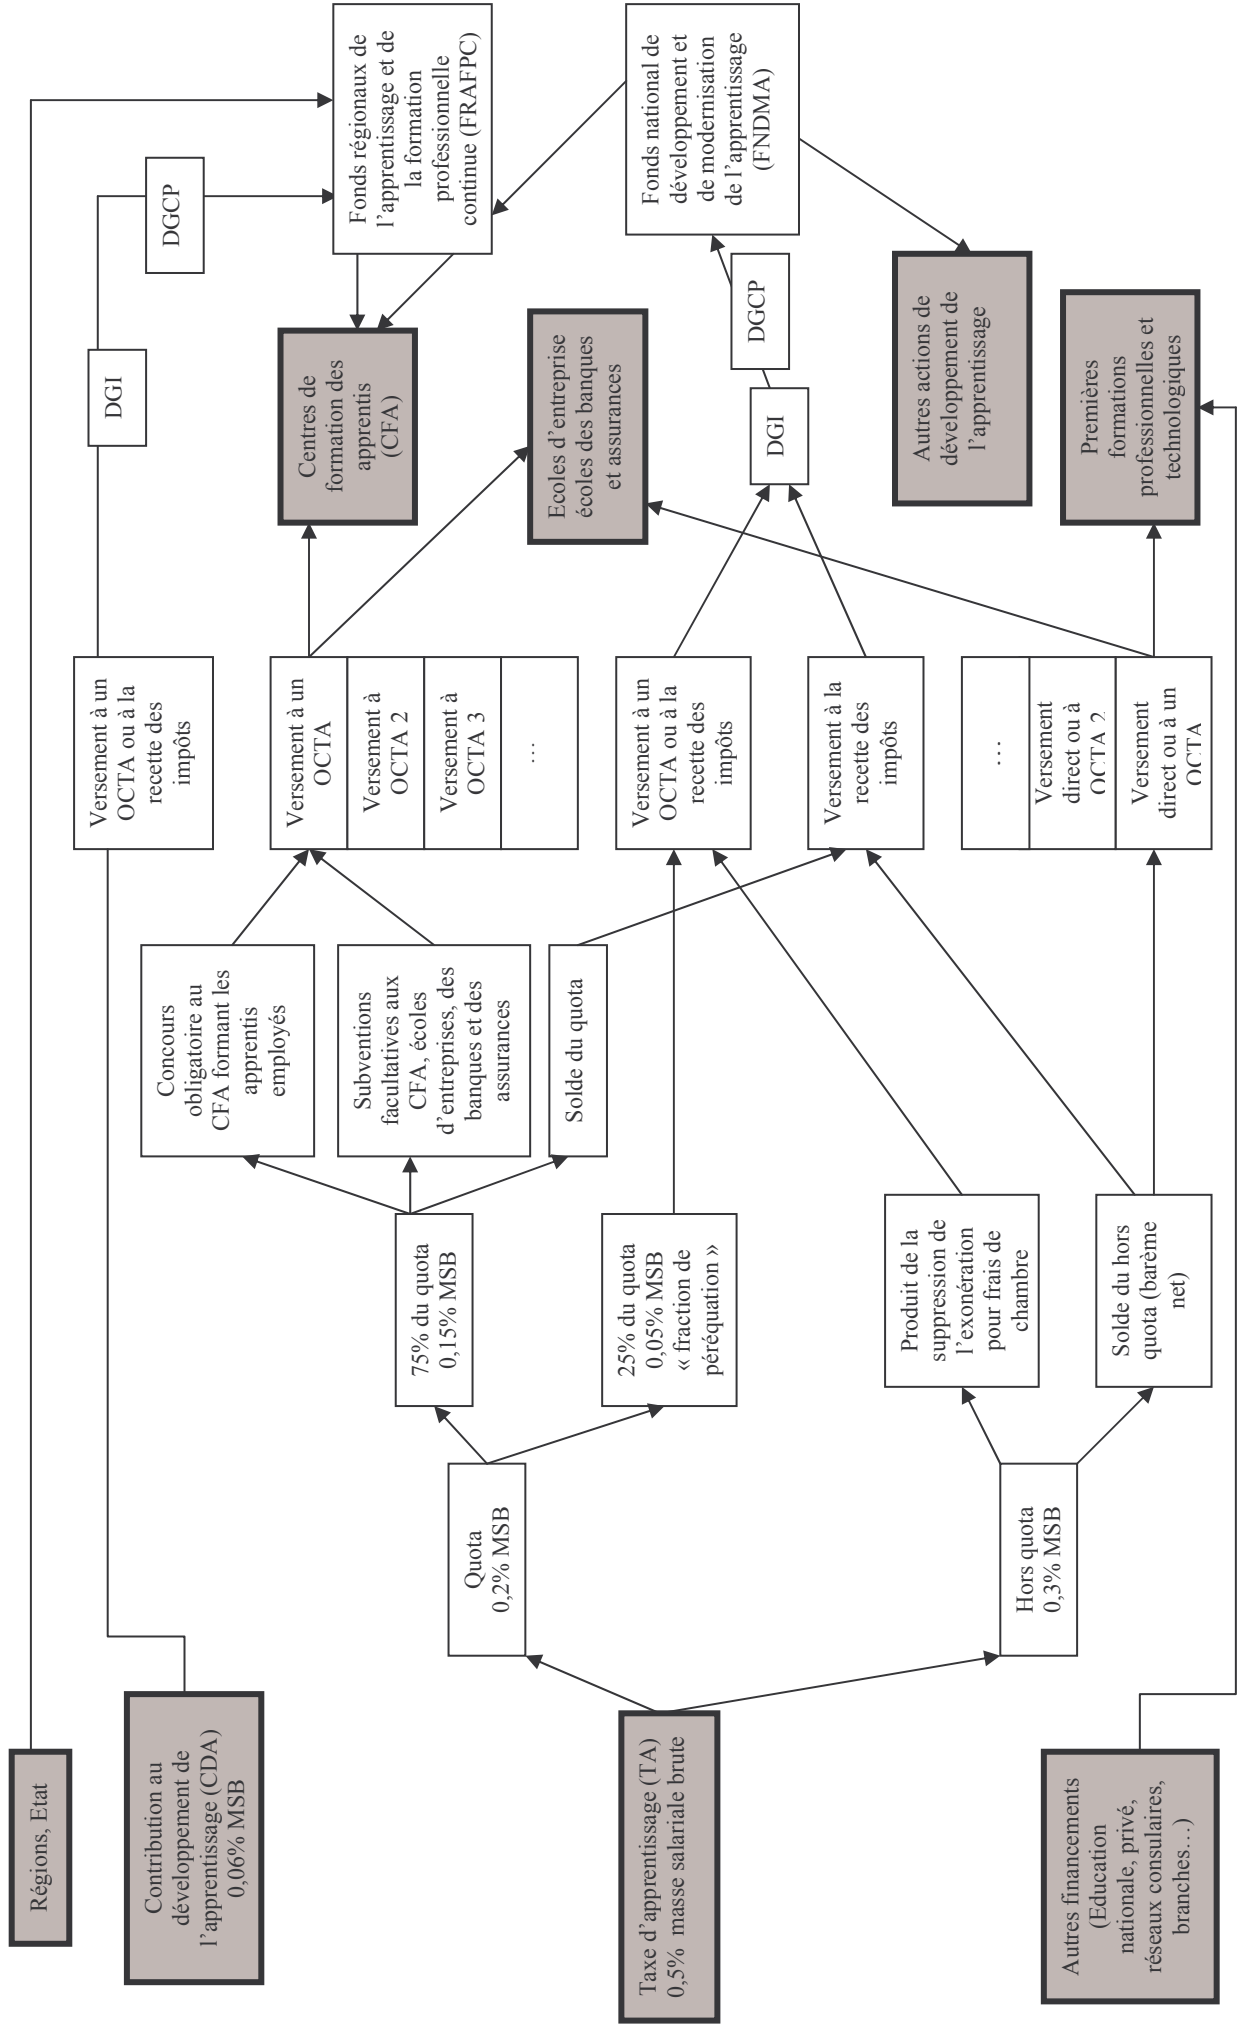 Régions, Etat
Contribution au
développement de
l’apprentissage (CDA)
0,06% MSB
Taxe d’apprentissage (TA)
0,5% masse salariale brute
Autres financements
(Education
nationale, privé,
réseaux consulaires,
branches…)
Quota
0,2% MSB
Hors quota
0,3% MSB
75% du quota
0,15% MSB
25% du quota
0,05% MSB
« fraction de
péréquation »
Produit de la
suppression de
l’exonération
pour frais de
chambre
Solde du hors
quota (barème
net)
Concours
obligatoire au
CFA formant les
apprentis
employés
Subventions
facultatives aux
CFA, écoles
d’entreprises, des
banques et des
assurances
Solde du quota
Versement à un
OCTA ou à la
recette des
impôts
Versement à un
OCTA
Versement à
OCTA 2
Versement à
OCTA 3
…
Versement à un
OCTA ou à la
recette des
impôts
Versement à la
recette des
impôts
…
Versement
direct ou à
OCTA 2
Versement
direct ou à un
OCTA
DGI
DGCP
Centres de
formation des
apprentis
(CFA)
Ecoles d’entreprise
écoles des banques
et assurances
DGI
DGCP
Autres actions de
développement de
l’apprentissage
Premières
formations
professionnelles et
technologiques
Fonds régionaux de
l’apprentissage et de
la formation
professionnelle
continue (FRAFPC)
Fonds national de
développement et
de modernisation
de l’apprentissage
(FNDMA)